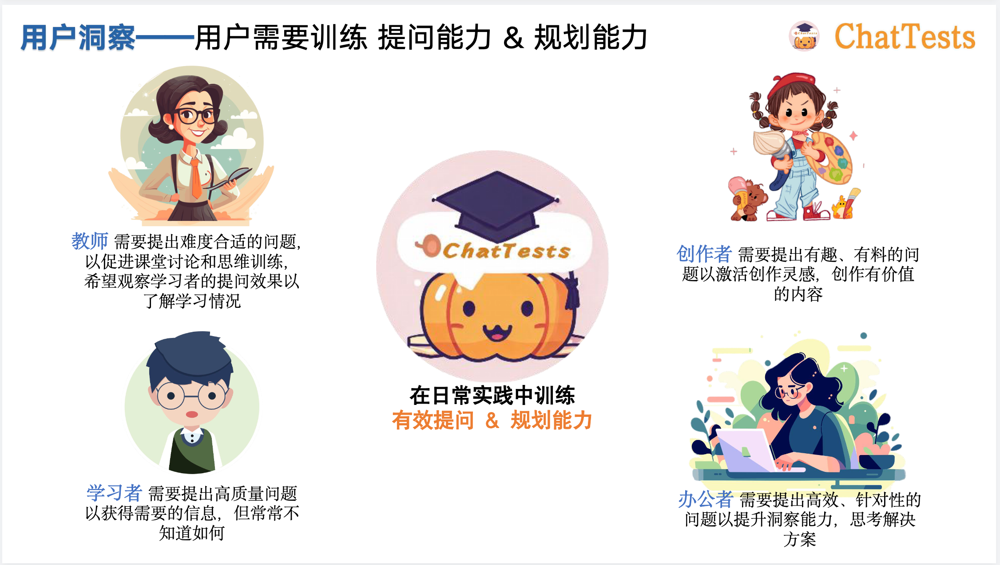 用户洞察——用户需要训练 提问能力 & 规划能力
ChatTests
ChatTests
教师 需要提出难度合适的问题,
以促进课堂讨论和思维训练,
希望观察学习者的提问效果以
了解学习情况
创作者 需要提出有趣、有料的问
题以激活创作灵感, 创作有价值
的内容
ChatTests
在日常实践中训练
有效提问 & 规划能力
学习者 需要提出高质量问题
以获得需要的信息, 但常常不
知道如何
办公者 需要提出高效、针对性的
问题以提升洞察能力, 思考解决
方案